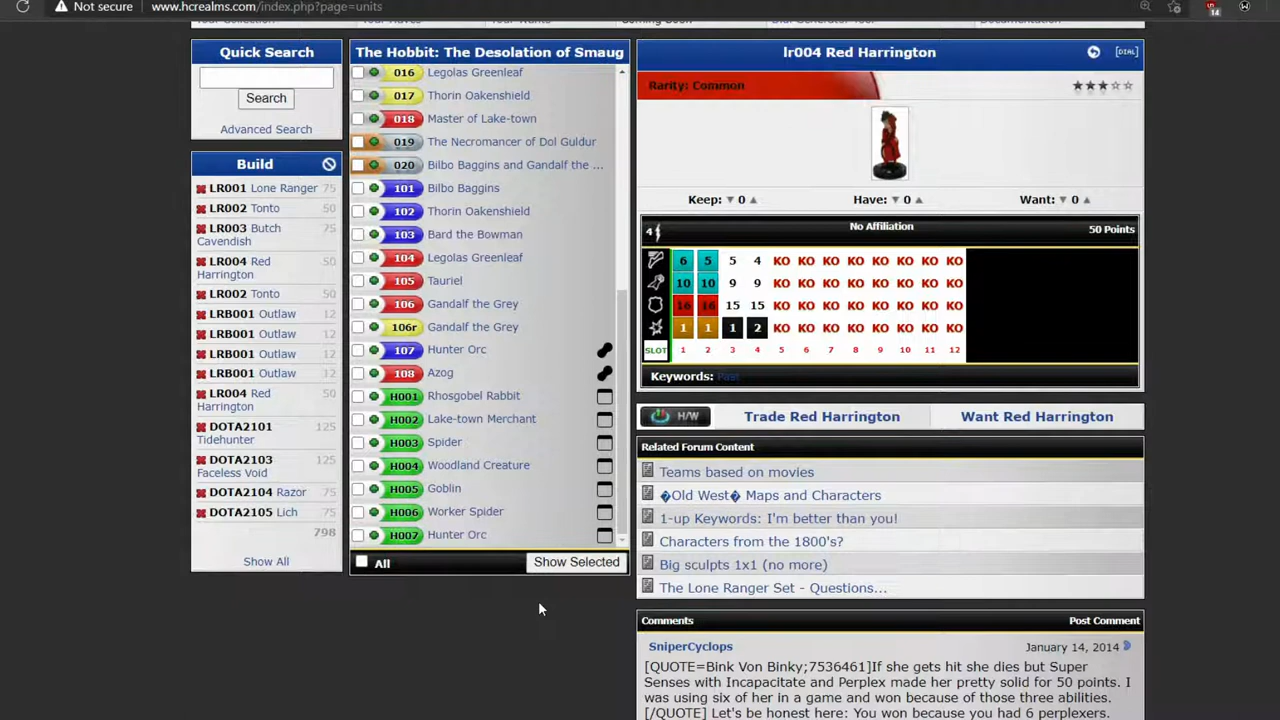 Not secure
www.hcrealms.com/index.php?page=units
14
Quick Search
Search
Advanced Search
Build
LR001 Lone Ranger 75
LR002 Tonto 50
LR003 Butch 75
Cavendish
LR004 Red 50
Harrington
LR002 Tonto 50
LRB001 Outlaw 12
LRB001 Outlaw 12
LRB001 Outlaw 12
LRB001 Outlaw 12
LR004 Red 50
Harrington
DOTA2101 125
Tidehunter
DOTA2103 125
Faceless Void
DOTA2104 Razor 75
DOTA2105 Lich 75
798
Show All
The Hobbit: The Desolation of Smaug
016 Legolas Greenleaf
017 Thorin Oakenshield
018 Master of Lake-town
019 The Necromancer of Dol Guldur
020 Bilbo Baggins and Gandalf the ...
101 Bilbo Baggins
102 Thorin Oakenshield
103 Bard the Bowman
104 Legolas Greenleaf
105 Tauriel
106 Gandalf the Grey
106r Gandalf the Grey
107 Hunter Orc
108 Azog
H001 Rhosgobel Rabbit
H002 Lake-town Merchant
H003 Spider
H004 Woodland Creature
H005 Goblin
H006 Worker Spider
H007 Hunter Orc
All Show Selected
lr004 Red Harrington [DIAL]
Rarity: Common
Keep: 0 Have: 0 Want: 0
4 No Affiliation 50 Points
6 5 5 4 KO KO KO KO KO KO KO KO
10 10 9 9 KO KO KO KO KO KO KO KO
16 16 15 15 KO KO KO KO KO KO KO KO
1 1 1 2 KO KO KO KO KO KO KO KO
SLOT 1 2 3 4 5 6 7 8 9 10 11 12
Keywords: Past
H/W Trade Red Harrington Want Red Harrington
Related Forum Content
Teams based on movies
�Old West� Maps and Characters
1-up Keywords: I'm better than you!
Characters from the 1800's?
Big sculpts 1x1 (no more)
The Lone Ranger Set - Questions...
Comments Post Comment
SniperCyclops January 14, 2014
[QUOTE=Bink Von Binky;7536461]If she gets hit she dies but Super
Senses with Incapacitate and Perplex made her pretty solid for 50 points. I
was using six of her in a game and won because of those three abilities.
[/QUOTE] Let's be honest here: You won because you had 6 perplexers.